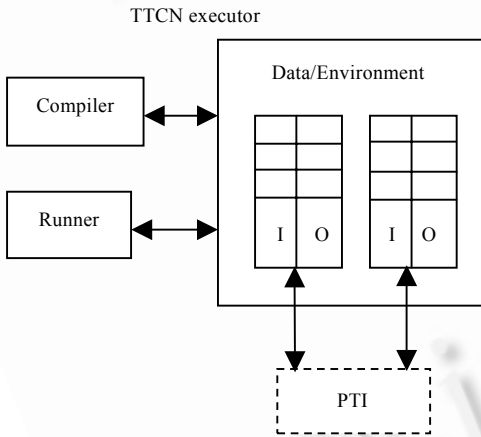 TTCN executor
Data/Environment
Compiler
Runner
I O I O
PTI